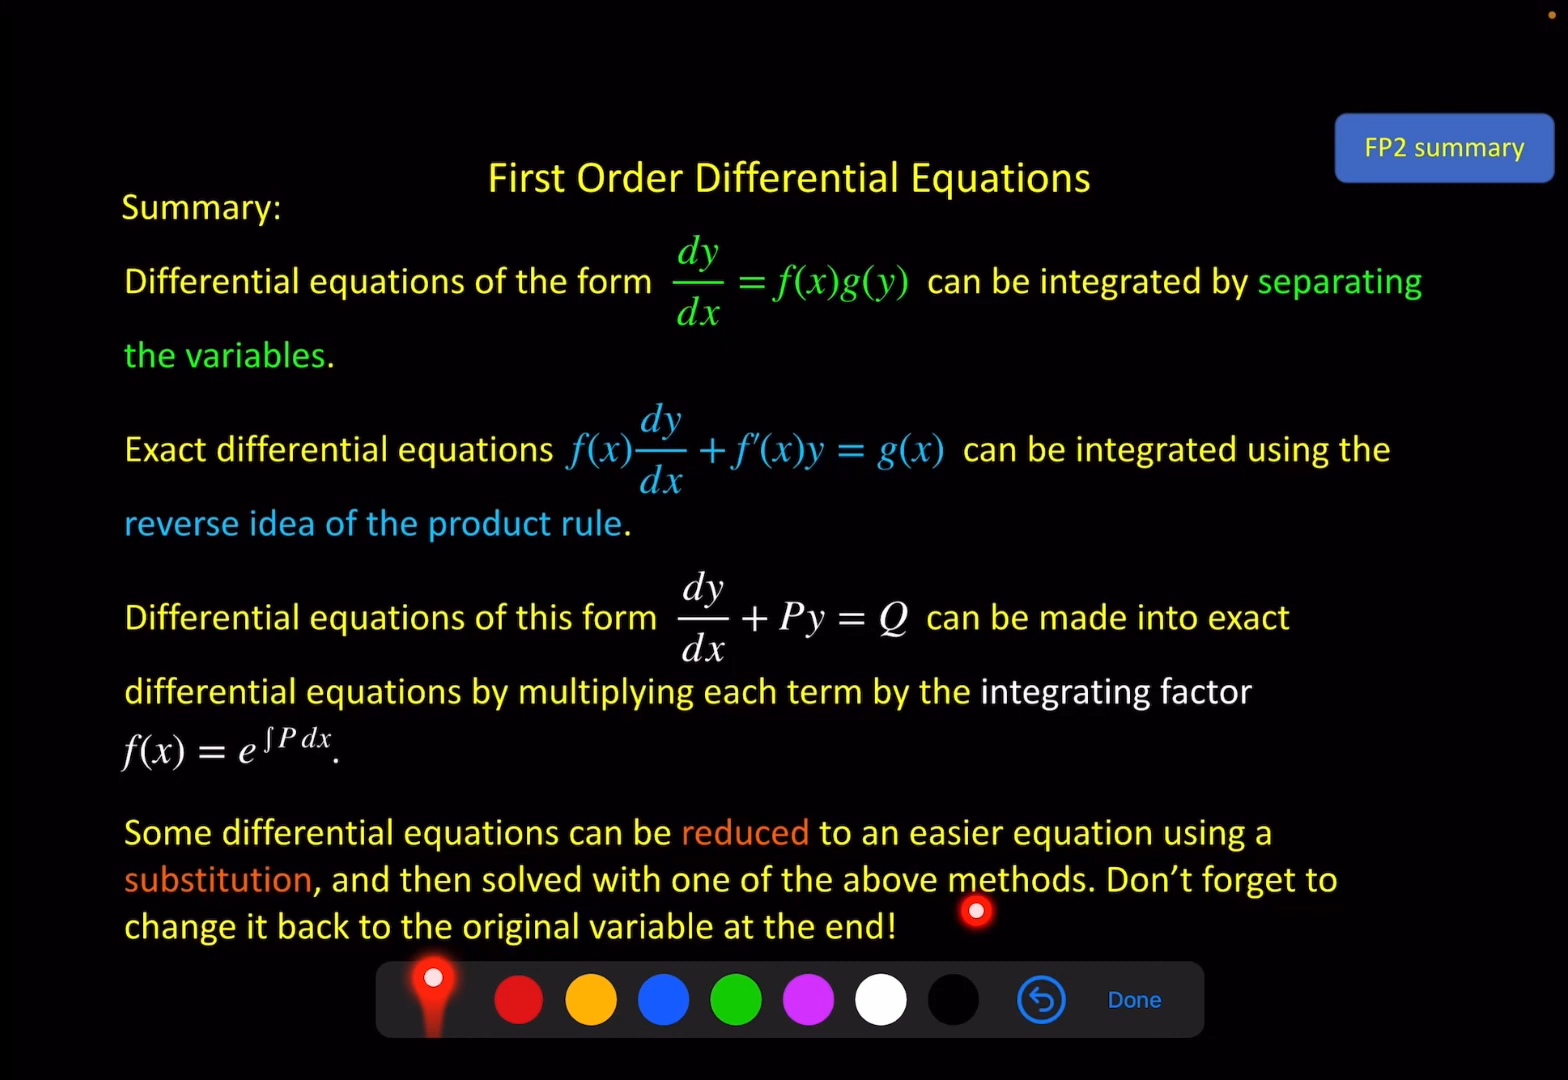 FP2 summary
First Order Differential Equations
Summary:
Differential equations of the form dy/dx = f(x)g(y) can be integrated by separating
the variables.
Exact differential equations f(x) dy/dx + f′(x)y = g(x) can be integrated using the
reverse idea of the product rule.
Differential equations of this form dy/dx + Py = Q can be made into exact
differential equations by multiplying each term by the integrating factor
f(x) = e^{∫P dx}.
Some differential equations can be reduced to an easier equation using a
substitution, and then solved with one of the above methods. Don’t forget to
change it back to the original variable at the end!
Done